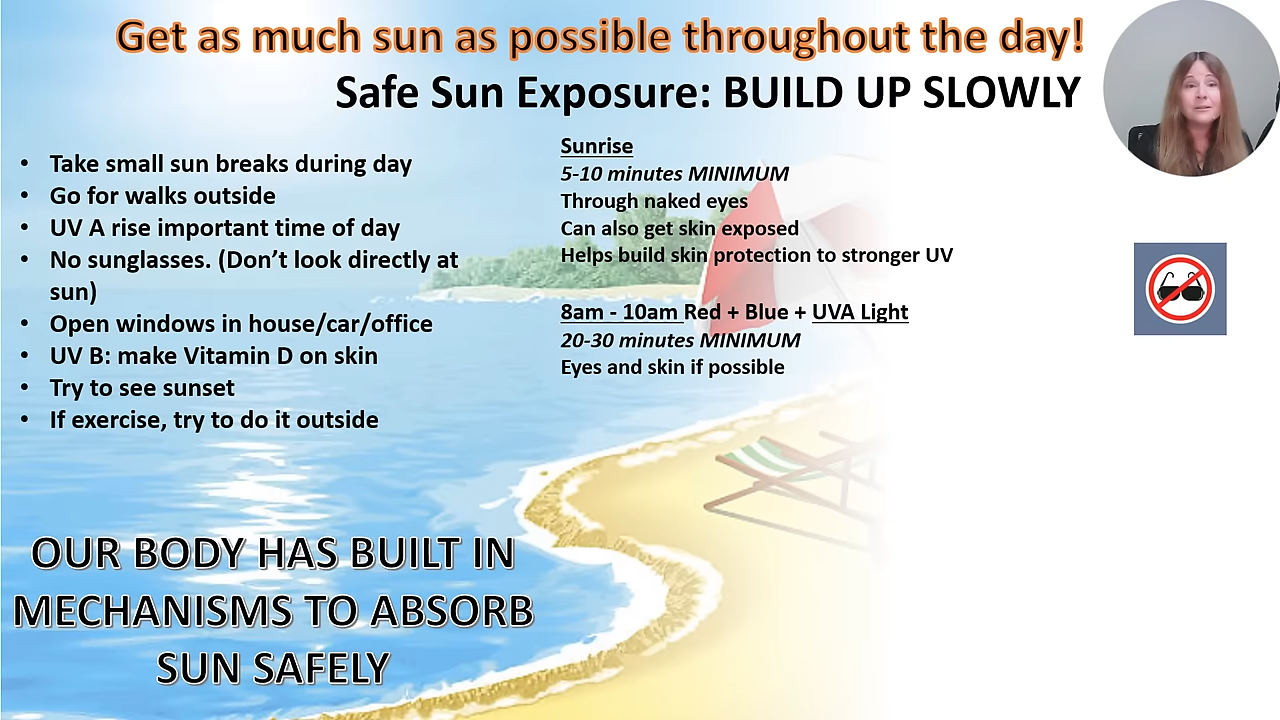 Get as much sun as possible throughout the day!
Safe Sun Exposure: BUILD UP SLOWLY
• Take small sun breaks during day
• Go for walks outside
• UV A rise important time of day
• No sunglasses. (Don’t look directly at
sun)
• Open windows in house/car/office
• UV B: make Vitamin D on skin
• Try to see sunset
• If exercise, try to do it outside
Sunrise
5-10 minutes MINIMUM
Through naked eyes
Can also get skin exposed
Helps build skin protection to stronger UV
8am - 10am Red + Blue + UVA Light
20-30 minutes MINIMUM
Eyes and skin if possible
OUR BODY HAS BUILT IN
MECHANISMS TO ABSORB
SUN SAFELY